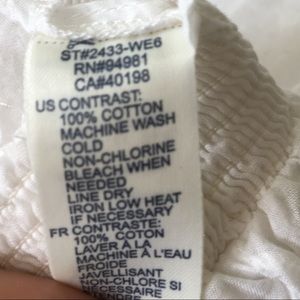 ST#2433-WE6
RN#94981
CA#40198
US CONTRAST:
100% COTTON
MACHINE WASH
COLD
NON-CHLORINE
BLEACH WHEN
NEEDED
LINE DRY
IRON LOW HEAT
IF NECESSARY
FR CONTRASTE:
100% COTON
LAVER À LA
MACHINE À L'EAU
FROIDE
JAVELLISANT
NON-CHLORE SI
NÉCESSAIRE